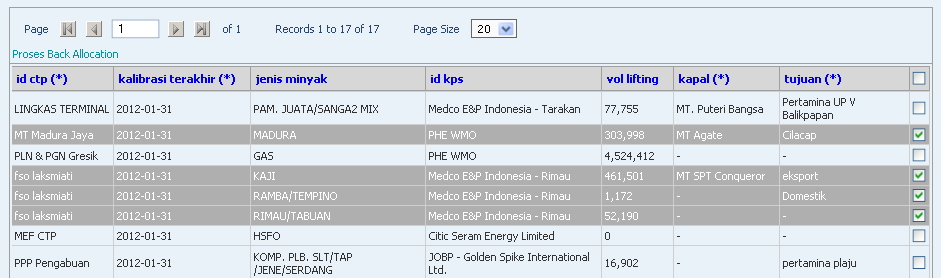 Page 1 of 1 Records 1 to 17 of 17 Page Size 20
Proses Back Allocation
id ctp (*) kalibrasi terakhir (*) jenis minyak id kps vol lifting kapal (*) tujuan (*)
LINGKAS TERMINAL 2012-01-31 PAM. JUATA/SANGA2 MIX Medco E&P Indonesia - Tarakan 77,755 MT. Puteri Bangsa Pertamina UP V
Balikpapan
MT Madura Jaya 2012-01-31 MADURA PHE WMO 303,998 MT Agate Cilacap
PLN & PGN Gresik 2012-01-31 GAS PHE WMO 4,524,412 - -
fso laksmiati 2012-01-31 KAJI Medco E&P Indonesia - Rimau 461,501 MT SPT Conqueror eksport
fso laksmiati 2012-01-31 RAMBA/TEMPINO Medco E&P Indonesia - Rimau 1,172 - Domestik
fso laksmiati 2012-01-31 RIMAU/TABUAN Medco E&P Indonesia - Rimau 52,190 - -
MEF CTP 2012-01-31 HSFO Citic Seram Energy Limited 0 - -
PPP Pengabuan 2012-01-31 KOMP. PLB. SLT/TAP JOBP - Golden Spike International 16,902 - pertamina plaju
/JENE/SERDANG Ltd.